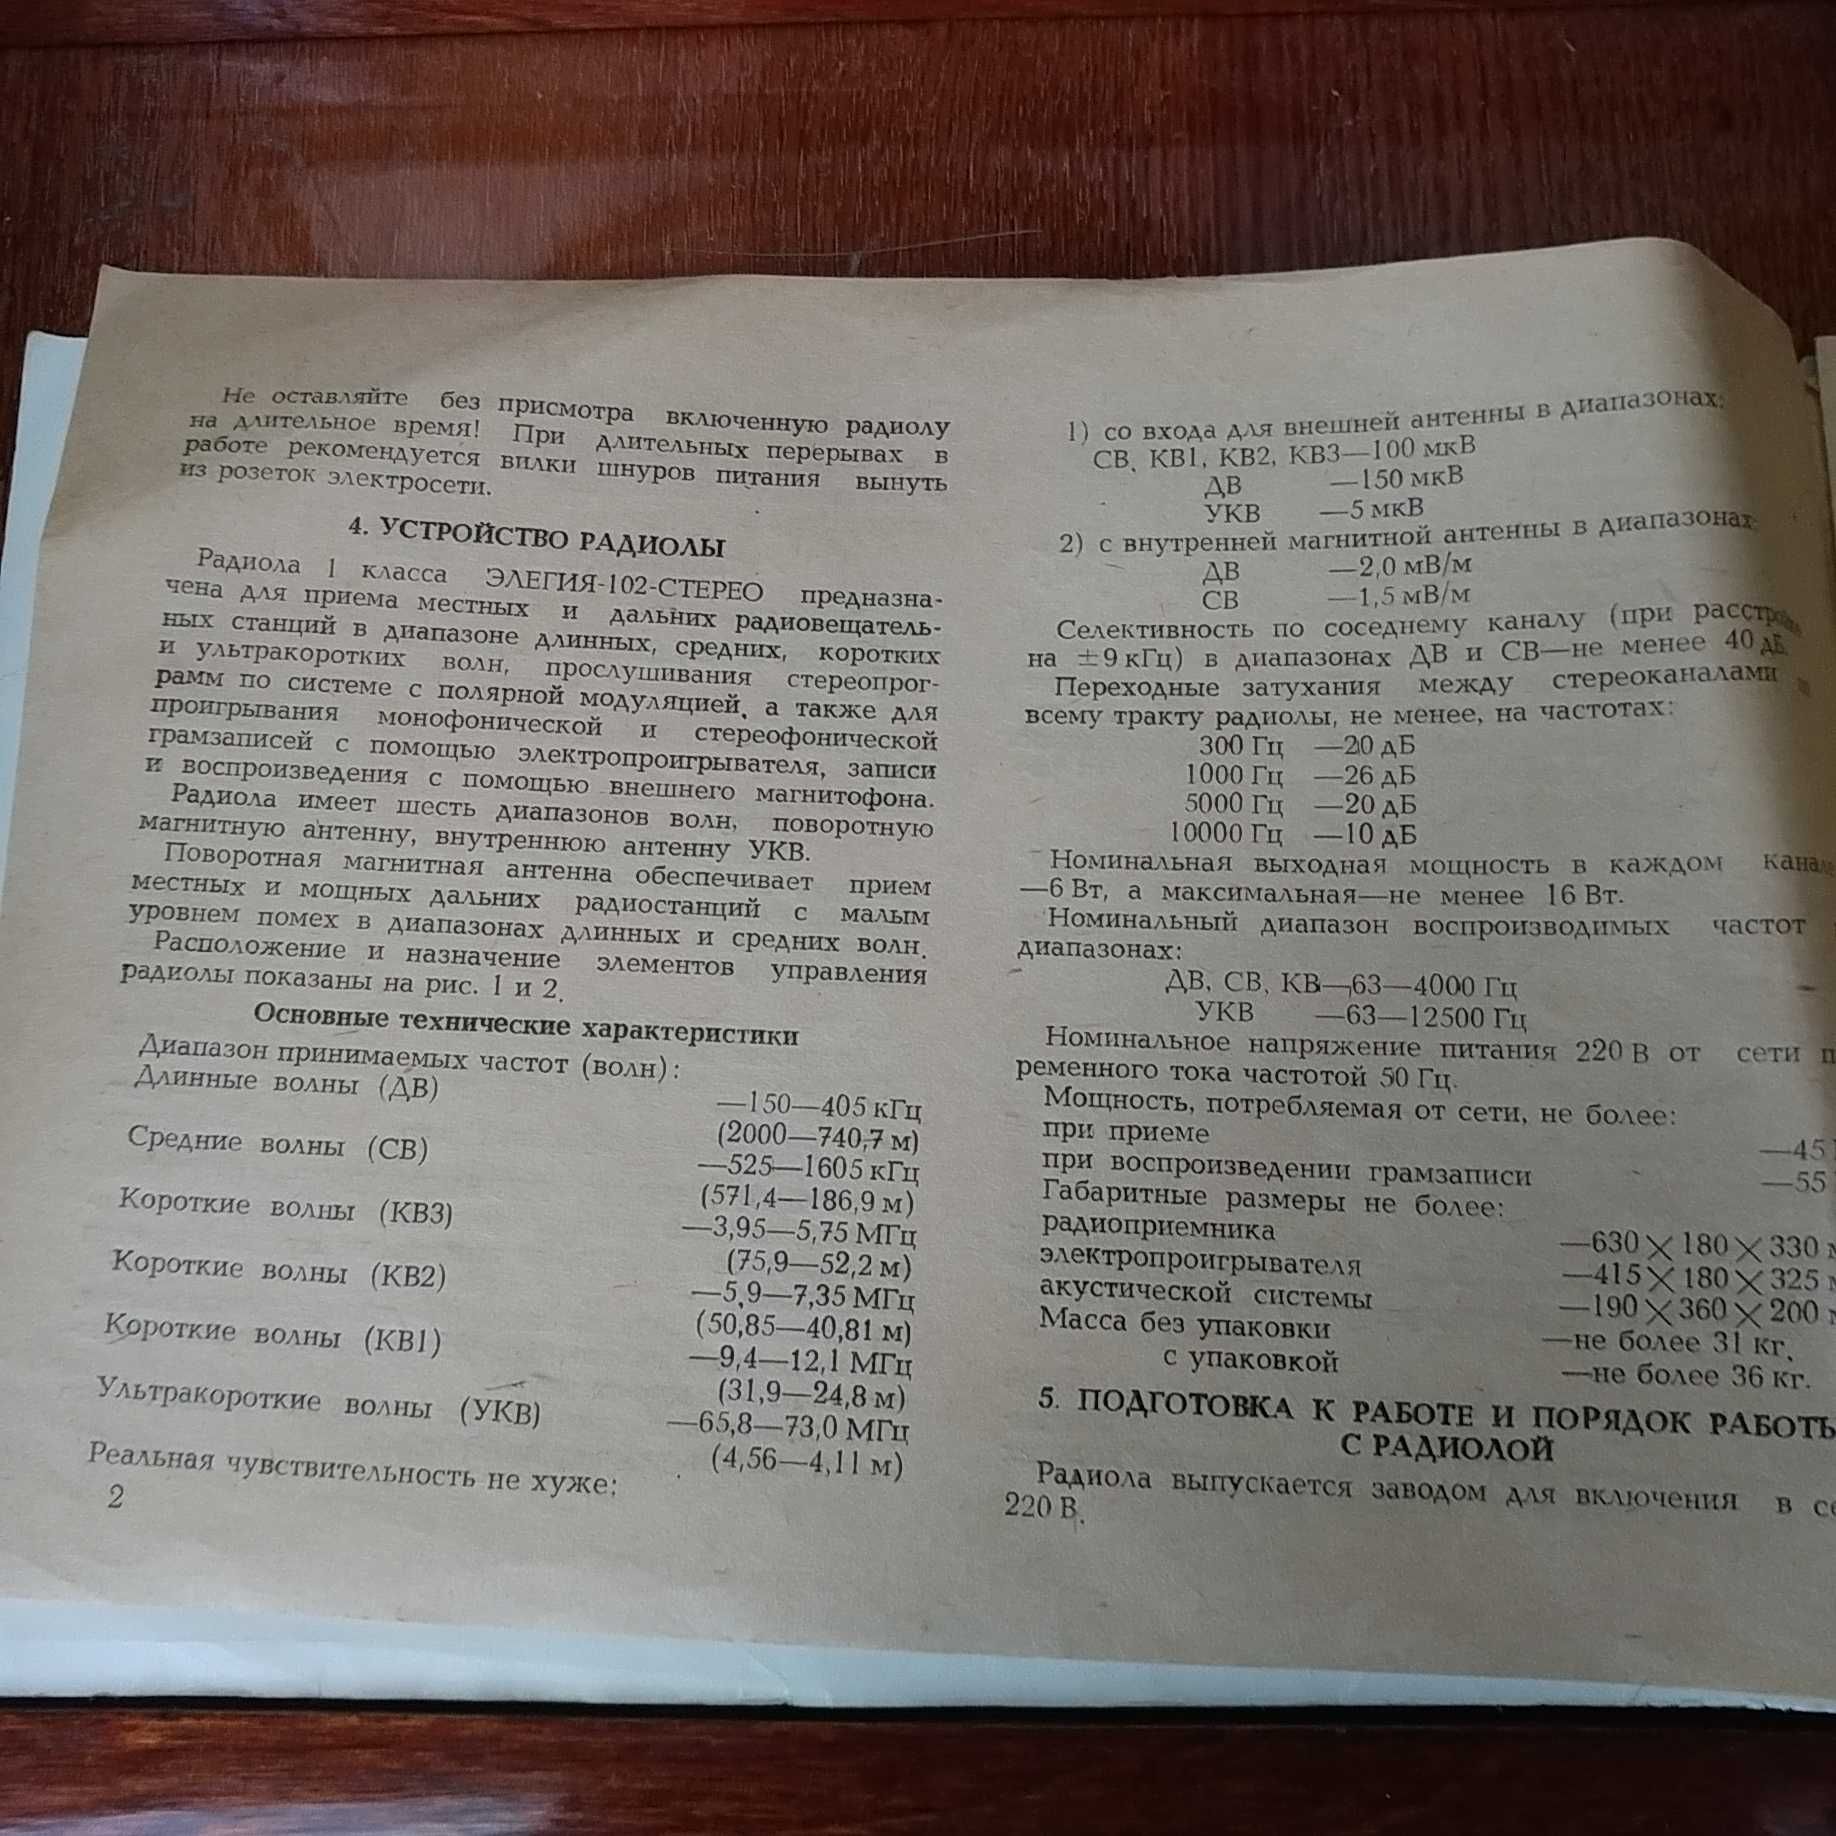 Не оставляйте без присмотра включенную радиолу
на длительное время! При длительных перерывах в
работе рекомендуется вилки шнуров питания вынуть
из розеток электросети.
4. УСТРОЙСТВО РАДИОЛЫ
Радиола 1 класса ЭЛЕГИЯ-102-СТЕРЕО предназна-
чена для приема местных и дальних радиовещатель-
ных станций в диапазоне длинных, средних, коротких
и ультракоротких волн, прослушивания стереопрог-
рамм по системе с полярной модуляцией, а также для
проигрывания монофонической и стереофонической
грамзаписей с помощью электропроигрывателя, записи
и воспроизведения с помощью внешнего магнитофона.
Радиола имеет шесть диапазонов волн, поворотную
магнитную антенну, внутреннюю антенну УКВ.
Поворотная магнитная антенна обеспечивает прием
местных и мощных дальних радиостанций с малым
уровнем помех в диапазонах длинных и средних волн.
Расположение и назначение элементов управления
радиолы показаны на рис. 1 и 2.
Основные технические характеристики
Диапазон принимаемых частот (волн):
Длинные волны (ДВ) —150—405 кГц
(2000—740,7 м)
Средние волны (СВ) —525—1605 кГц
(571,4—186,9 м)
Короткие волны (КВ3) —3,95—5,75 МГц
(75,9—52,2 м)
Короткие волны (КВ2) —5,9—7,35 МГц
(50,85—40,81 м)
Короткие волны (КВ1) —9,4—12,1 МГц
(31,9—24,8 м)
Ультракороткие волны (УКВ) —65,8—73,0 МГц
(4,56—4,11 м)
Реальная чувствительность не хуже:
2
1) со входа для внешней антенны в диапазонах:
СВ, КВ1, КВ2, КВ3—100 мкВ
ДВ —150 мкВ
УКВ —5 мкВ
2) с внутренней магнитной антенны в диапазонах:
ДВ —2,0 мВ/м
СВ —1,5 мВ/м
Селективность по соседнему каналу (при
на ±9 кГц) в диапазонах ДВ и СВ—не менее 40 дБ.
Переходные затухания между стереоканалами
всему тракту радиолы, не менее, на частотах:
300 Гц —20 дБ
1000 Гц —26 дБ
5000 Гц —20 дБ
10000 Гц —10 дБ
Номинальная выходная мощность в каждом
—6 Вт, а максимальная—не менее 16 Вт.
Номинальный диапазон воспроизводимых частот
диапазонах:
ДВ, СВ, КВ—63—4000 Гц
УКВ —63—12500 Гц
Номинальное напряжение питания 220 В от сети
ременного тока частотой 50 Гц.
Мощность, потребляемая от сети, не более:
при приеме —45
при воспроизведении грамзаписи —55
Габаритные размеры не более:
радиоприемника —630×180×330
электропроигрывателя —415×180×325
акустической системы —190×360×200
Масса без упаковки —не более 31 кг.
с упаковкой —не более 36 кг.
5. ПОДГОТОВКА К РАБОТЕ И ПОРЯДОК РАБОТЫ
С РАДИОЛОЙ
Радиола выпускается заводом для включения в
220 В.